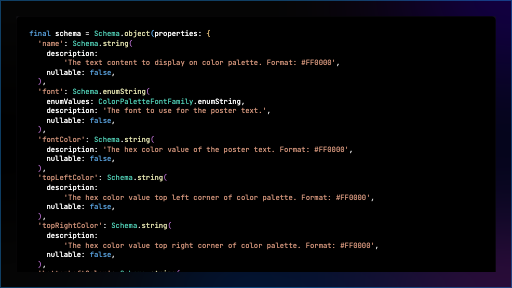 final schema = Schema.object(properties: {
'name': Schema.string(
description:
'The text content to display on color palette. Format: #FF0000',
nullable: false,
),
'font': Schema.enumString(
enumValues: ColorPaletteFontFamily.enumString,
description: 'The font to use for the poster text.',
nullable: false,
),
'fontColor': Schema.string(
description: 'The hex color value of the poster text. Format: #FF0000',
nullable: false,
),
'topLeftColor': Schema.string(
description:
'The hex color value top left corner of color palette. Format: #FF0000',
nullable: false,
),
'topRightColor': Schema.string(
description:
'The hex color value top right corner of color palette. Format: #FF0000',
nullable: false,
),